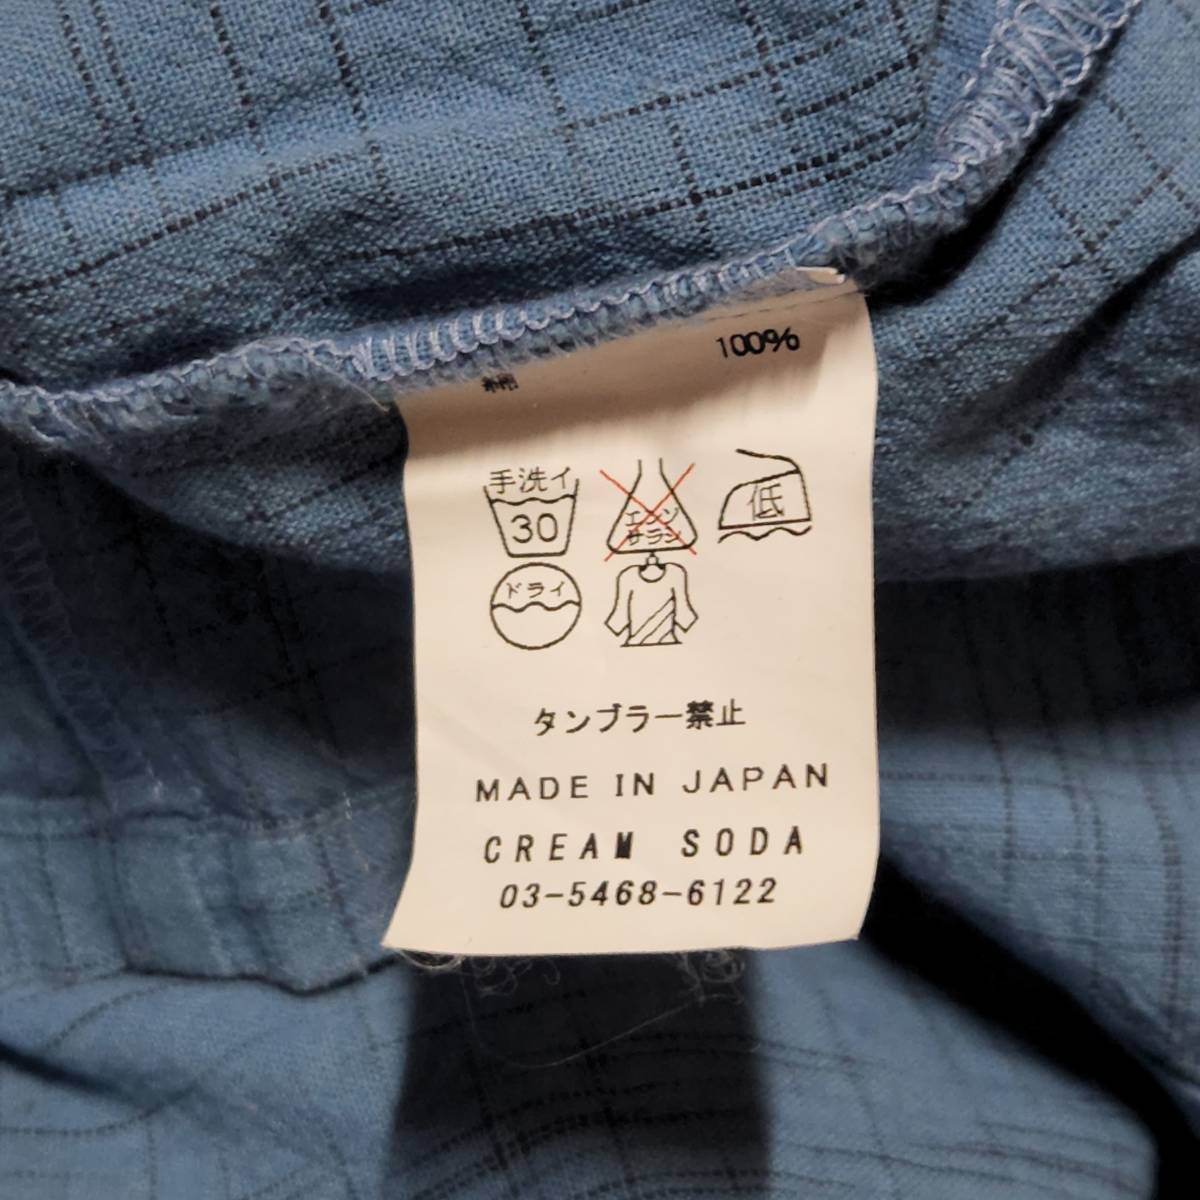 綿 100%
手洗イ
30
エンソ
サラシ
低
ドライ
タンブラー禁止
MADE IN JAPAN
CREAM SODA
03-5468-6122